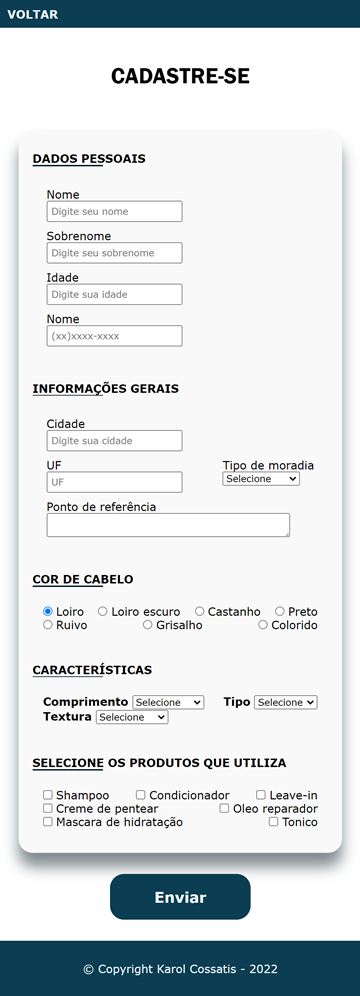 VOLTAR
CADASTRE-SE
DADOS PESSOAIS
Nome
Digite seu nome
Sobrenome
Digite seu sobrenome
Idade
Digite sua idade
Nome
(xx)xxxx-xxxx
INFORMAÇÕES GERAIS
Cidade
Digite sua cidade
UF Tipo de moradia
UF Selecione
Ponto de referência
COR DE CABELO
Loiro Loiro escuro Castanho Preto
Ruivo Grisalho Colorido
CARACTERÍSTICAS
Comprimento Selecione Tipo Selecione
Textura Selecione
SELECIONE OS PRODUTOS QUE UTILIZA
Shampoo Condicionador Leave-in
Creme de pentear Oleo reparador
Mascara de hidratação Tonico
Enviar
© Copyright Karol Cossatis - 2022